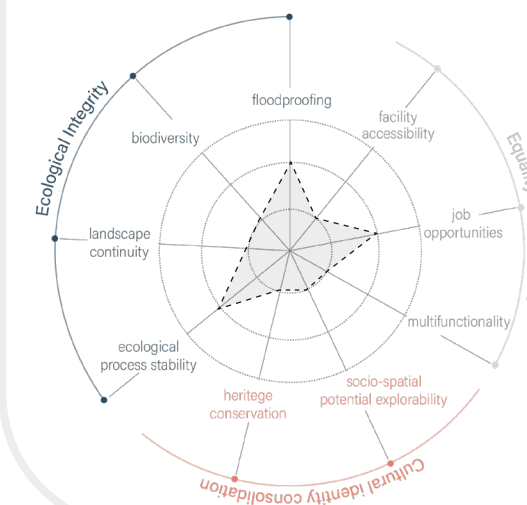 floodproofing
facility
accessibility
Equality
job
opportunities
multifunctionality
socio-spatial
potential explorability
Cultural identity consolidation
heritege
conservation
ecological
process stability
landscape
continuity
biodiversity
Ecological Integrity